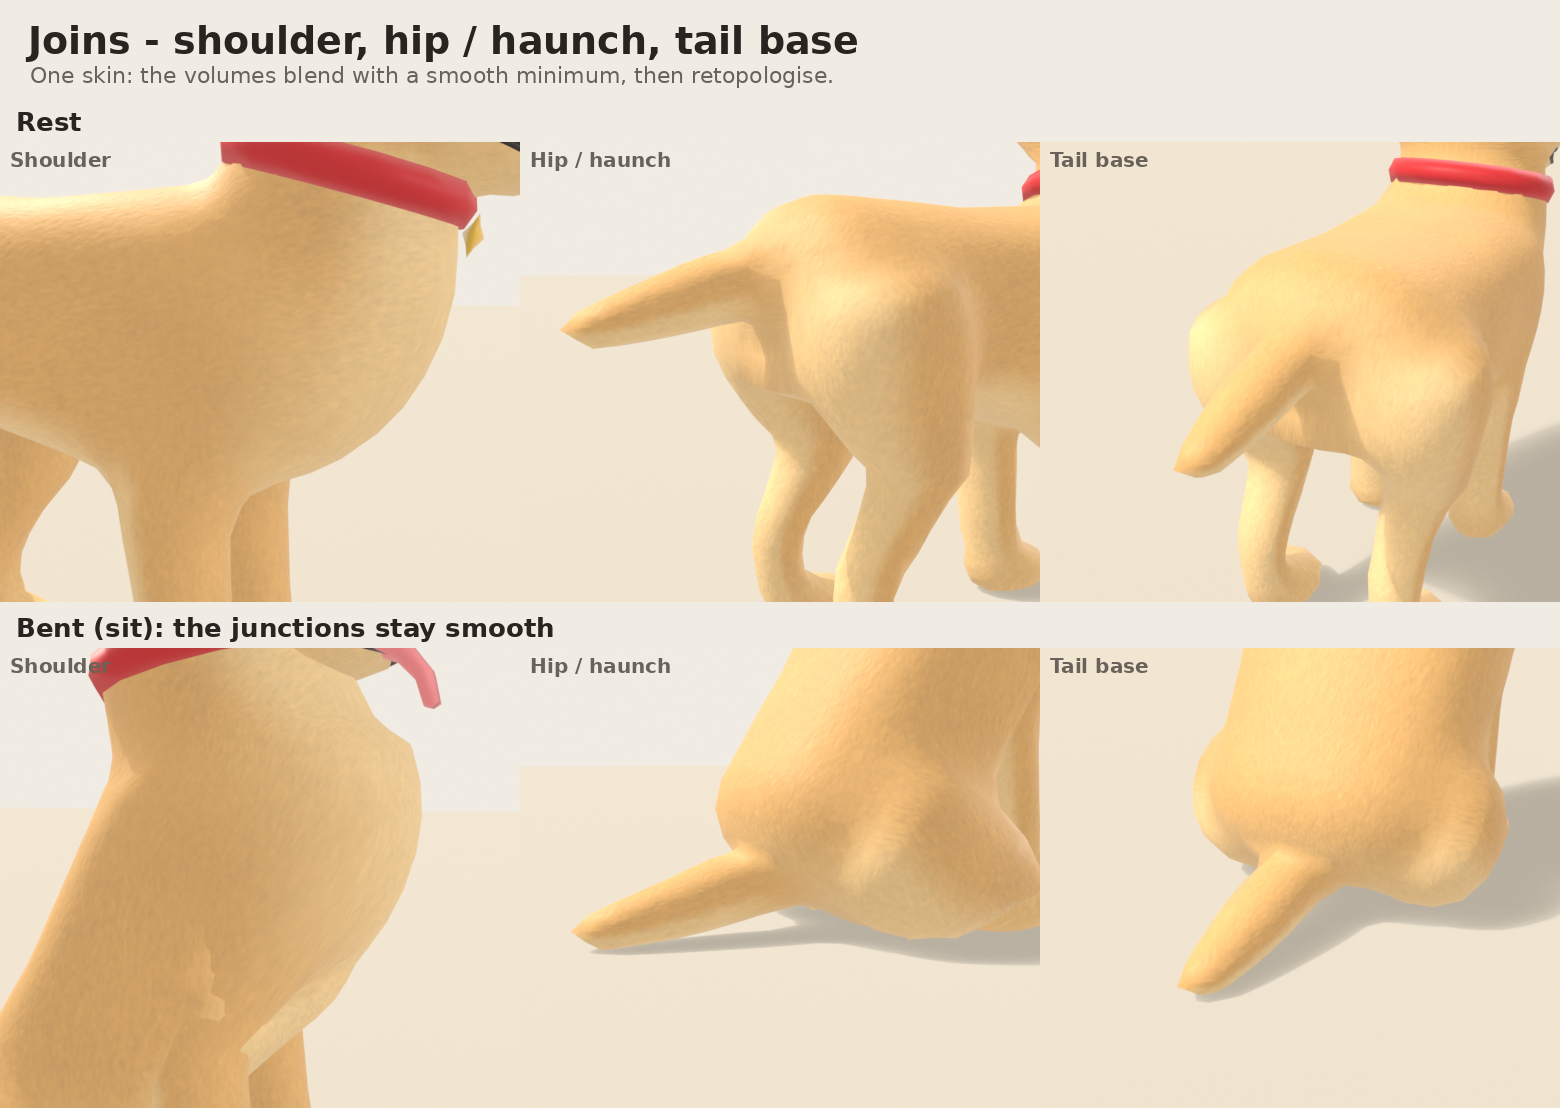 Joins - shoulder, hip / haunch, tail base
One skin: the volumes blend with a smooth minimum, then retopologise.
Rest
Shoulder
Hip / haunch
Tail base
Bent (sit): the junctions stay smooth
Shoulder
Hip / haunch
Tail base